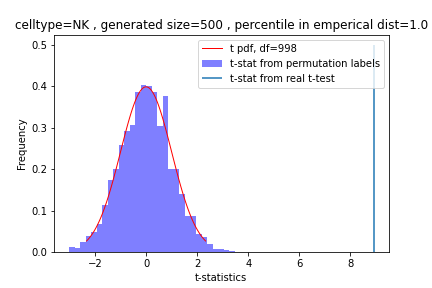 celltype=NK , generated size=500 , percentile in emperical dist=1.0
t pdf, df=998
t-stat from permutation labels
t-stat from real t-test
Frequency
0.5
0.4
0.3
0.2
0.1
0.0
−2
0
2
4
6
8
t-statistics